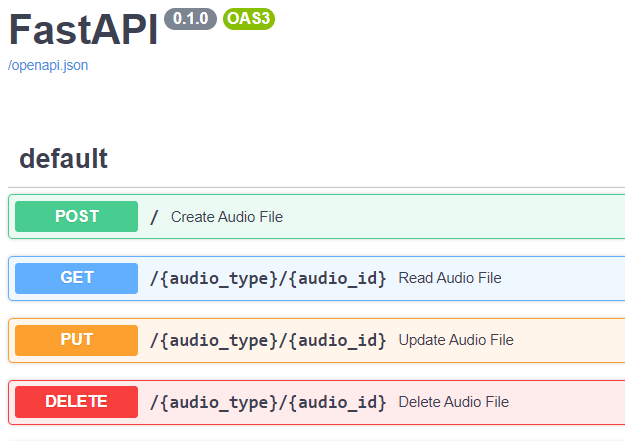 FastAPI 0.1.0 OAS3
/openapi.json
default
POST / Create Audio File
GET /{audio_type}/{audio_id} Read Audio File
PUT /{audio_type}/{audio_id} Update Audio File
DELETE /{audio_type}/{audio_id} Delete Audio File